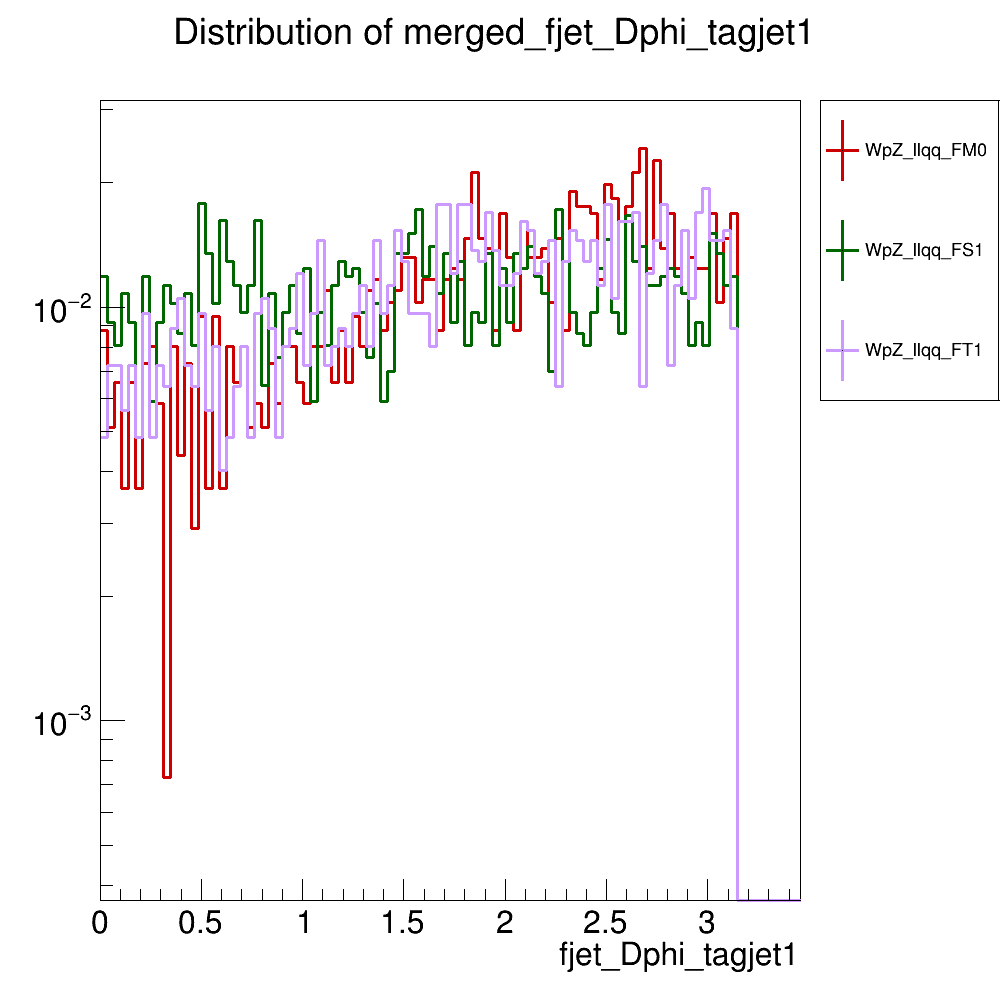 Distribution of merged_fjet_Dphi_tagjet1
WpZ_llqq_FM0
WpZ_llqq_FS1
WpZ_llqq_FT1
10−2
10−3
0 0.5 1 1.5 2 2.5 3
fjet_Dphi_tagjet1